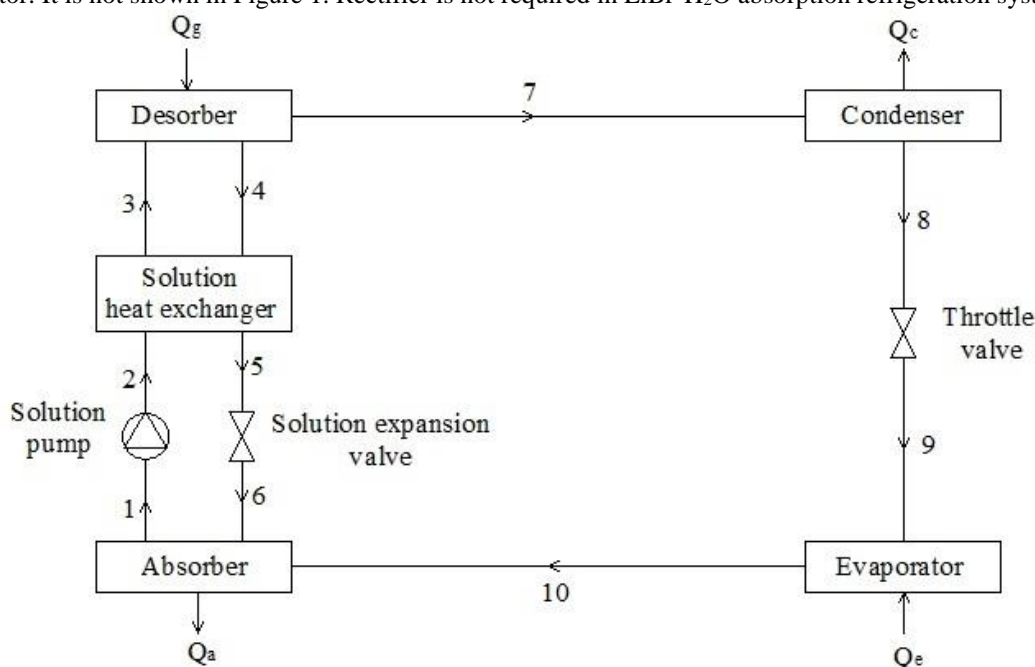 tor. It is not shown in Figure 1. Rectifier is not required in LiBr-H₂O absorption refrigeration
Qg
Qc
7
Desorber
Condenser
3
4
8
Solution
heat exchanger
Throttle
valve
5
2
Solution
pump
Solution expansion
valve
9
1
6
Absorber
Evaporator
10
Qa
Qe